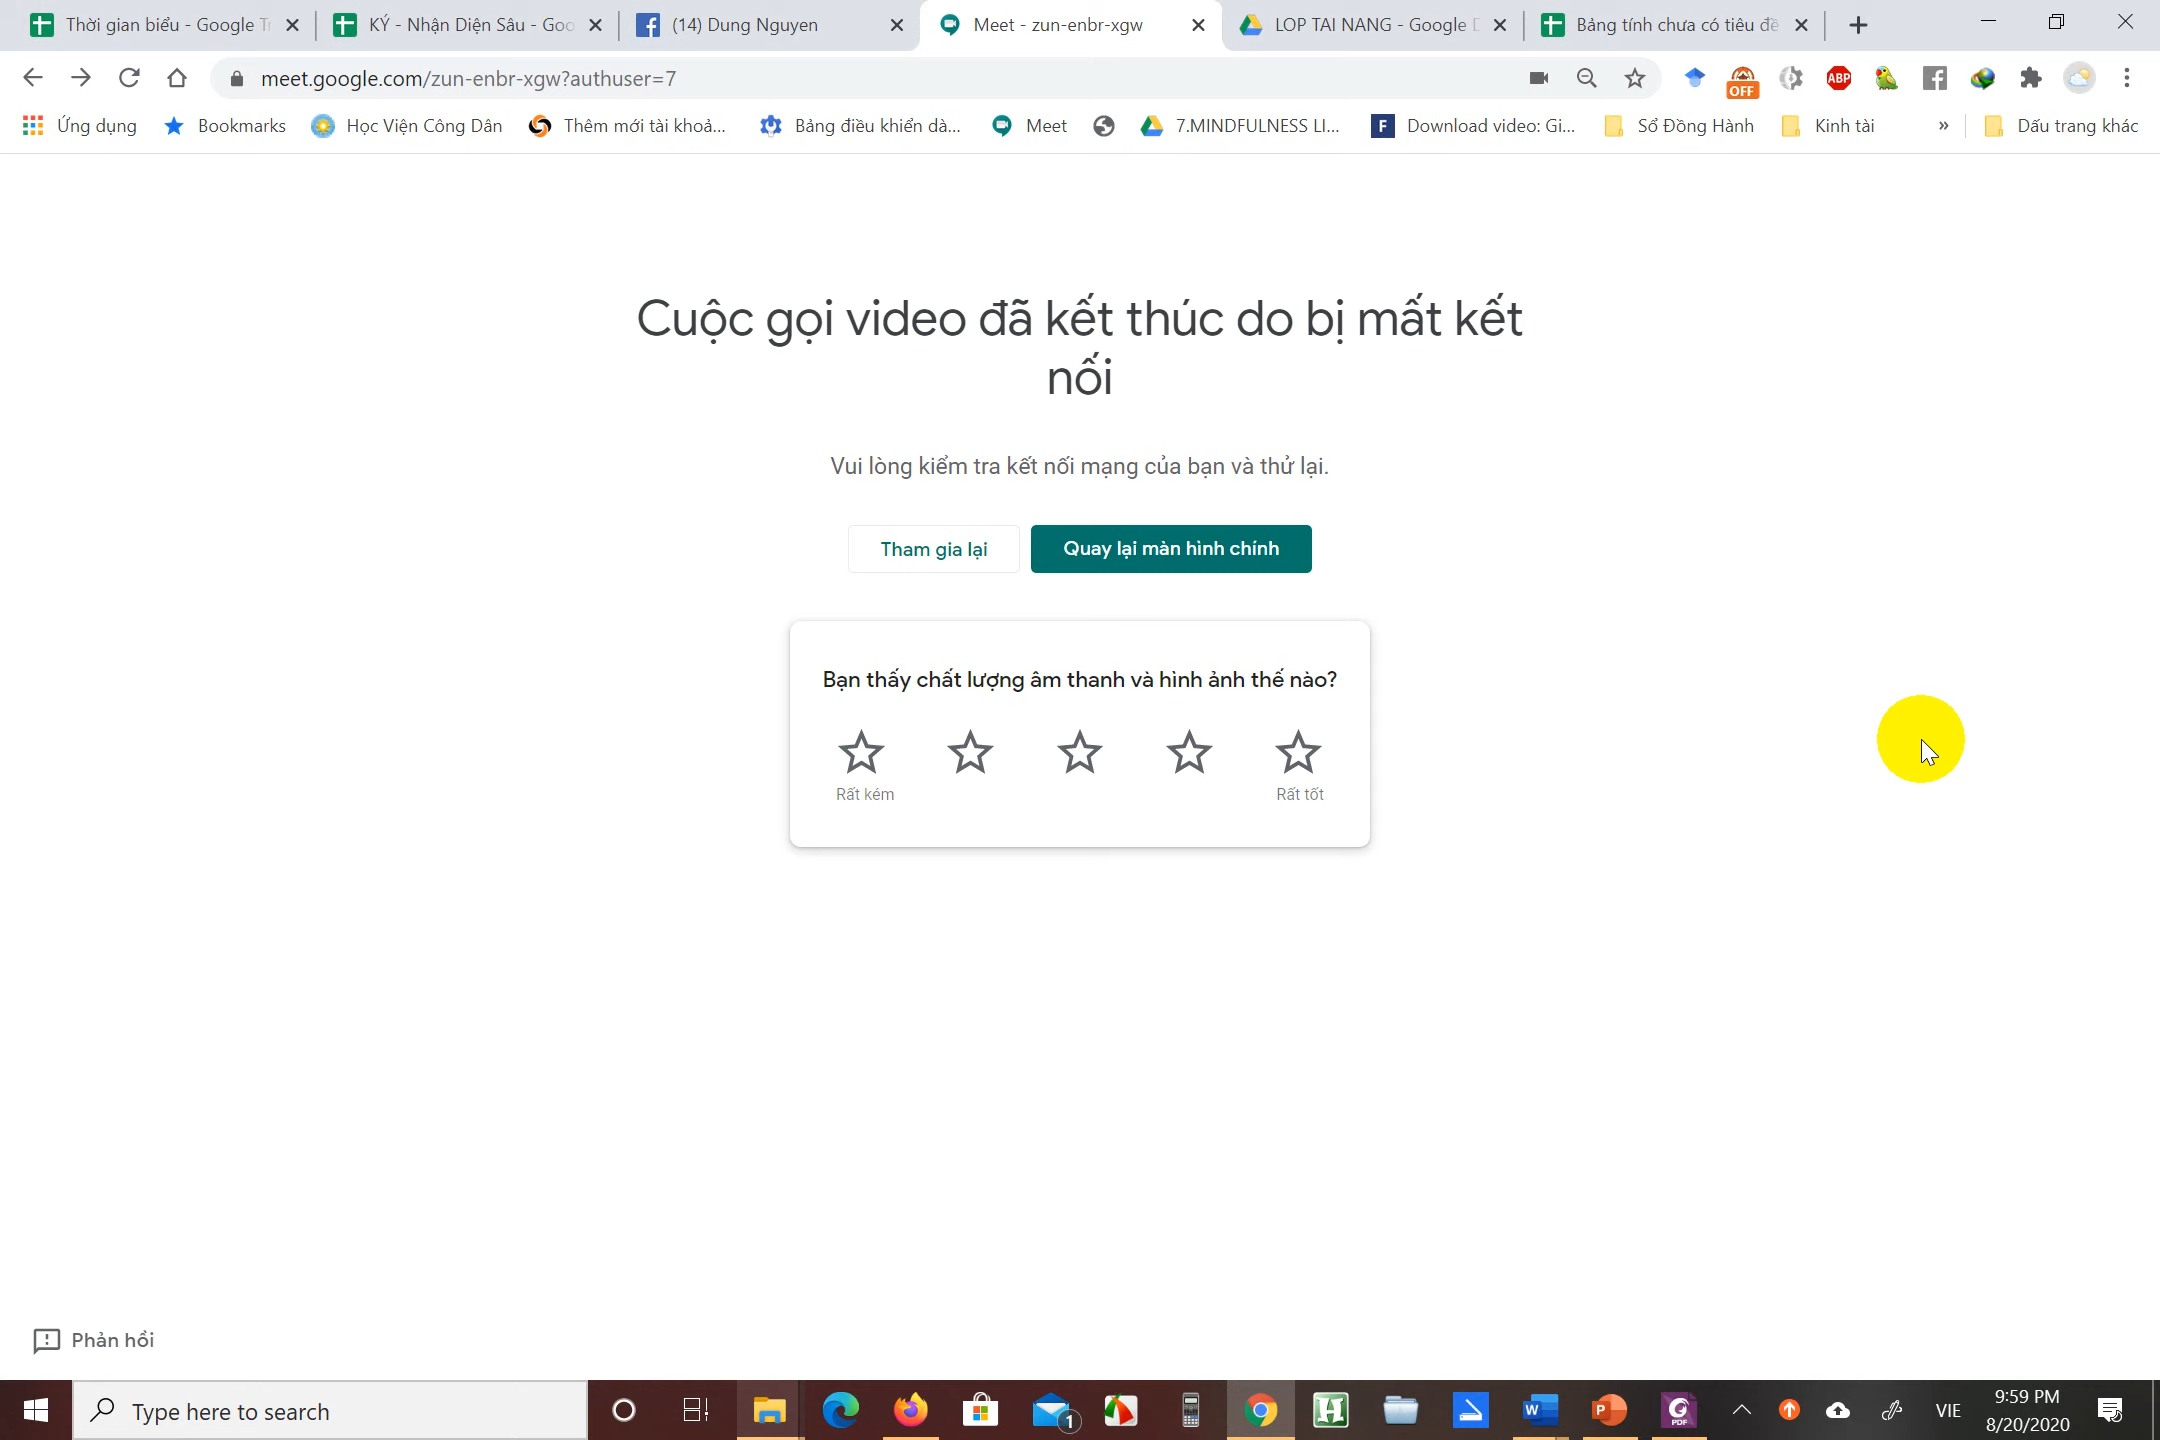 Thời gian biểu - Google Tr
KÝ - Nhận Diện Sâu - Goo
(14) Dung Nguyen
Meet - zun-enbr-xgw
LOP TAI NANG - Google D
Bảng tính chưa có tiêu đề
meet.google.com/zun-enbr-xgw?authuser=7
OFF
ABP
Ứng dụng
Bookmarks
Học Viện Công Dân
Thêm mới tài khoả...
Bảng điều khiển dà...
Meet
7.MINDFULNESS LI...
F
Download video: Gi...
Sổ Đồng Hành
Kinh tài
»
Dấu trang khác
Cuộc gọi video đã kết thúc do bị mất kết
nối
Vui lòng kiểm tra kết nối mạng của bạn và thử lại.
Tham gia lại
Quay lại màn hình chính
Bạn thấy chất lượng âm thanh và hình ảnh thế nào?
Rất kém
Rất tốt
Phản hồi
Type here to search
1
VIE
9:59 PM
8/20/2020